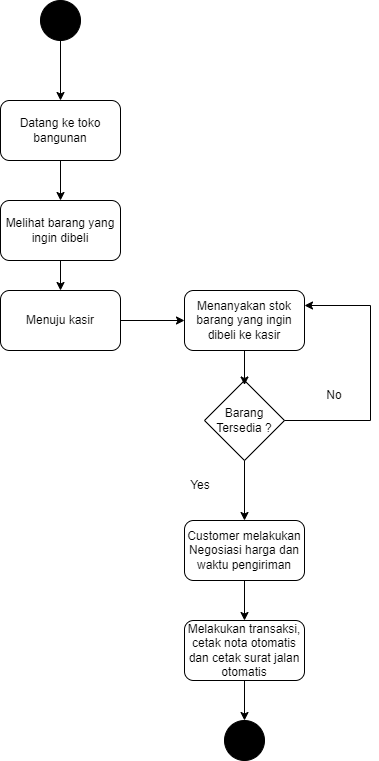 Datang ke toko
bangunan
Melihat barang yang
ingin dibeli
Menuju kasir
Menanyakan stok
barang yang ingin
dibeli ke kasir
Barang
Tersedia ?
No
Yes
Customer melakukan
Negosiasi harga dan
waktu pengiriman
Melakukan transaksi,
cetak nota otomatis
dan cetak surat jalan
otomatis